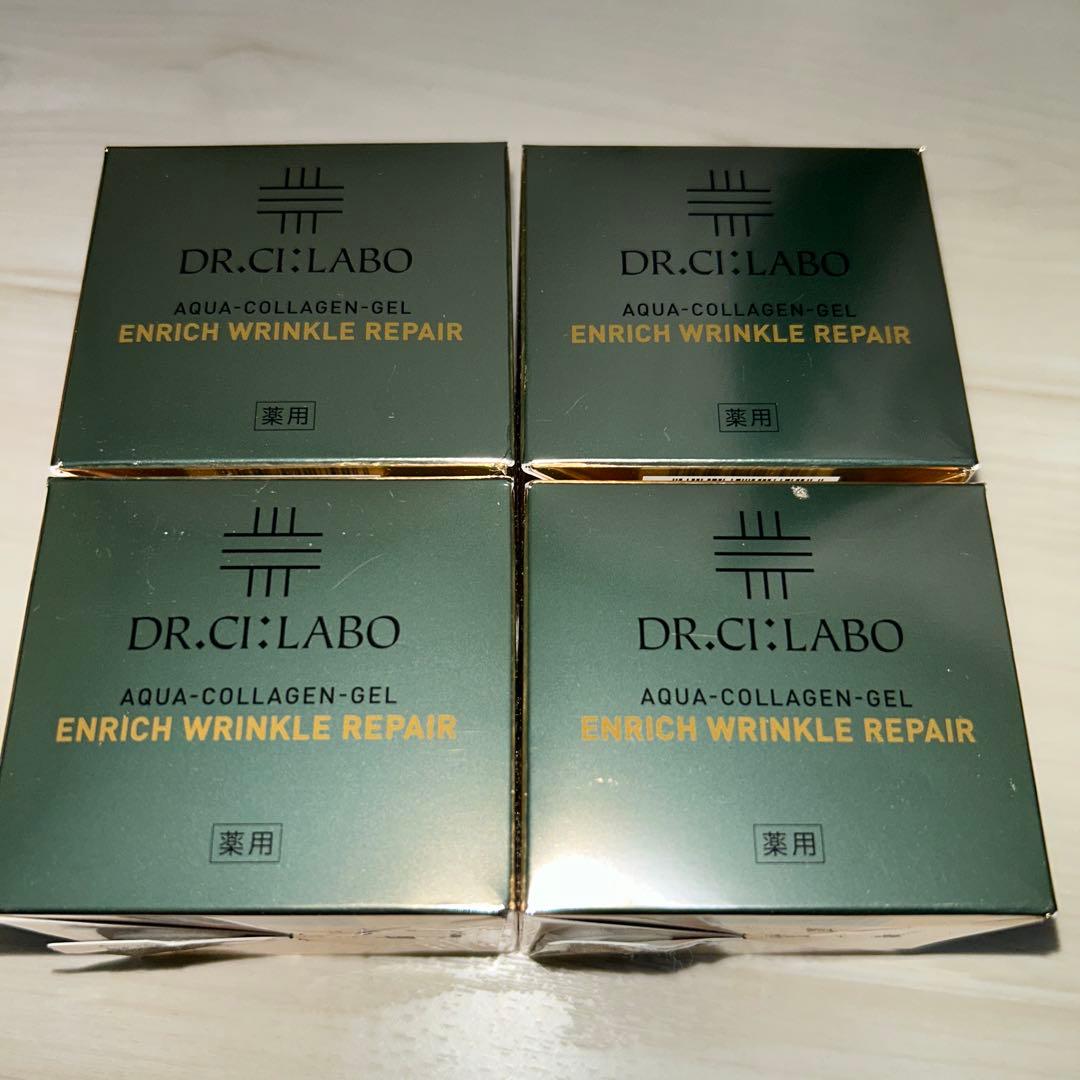 DR.CI:LABO
AQUA-COLLAGEN-GEL
ENRICH WRINKLE REPAIR
薬用
DR.CI:LABO
AQUA-COLLAGEN-GEL
ENRICH WRINKLE REPAIR
薬用
DR.CI:LABO
AQUA-COLLAGEN-GEL
ENRICH WRINKLE REPAIR
薬用
DR.CI:LABO
AQUA-COLLAGEN-GEL
ENRICH WRINKLE REPAIR
薬用